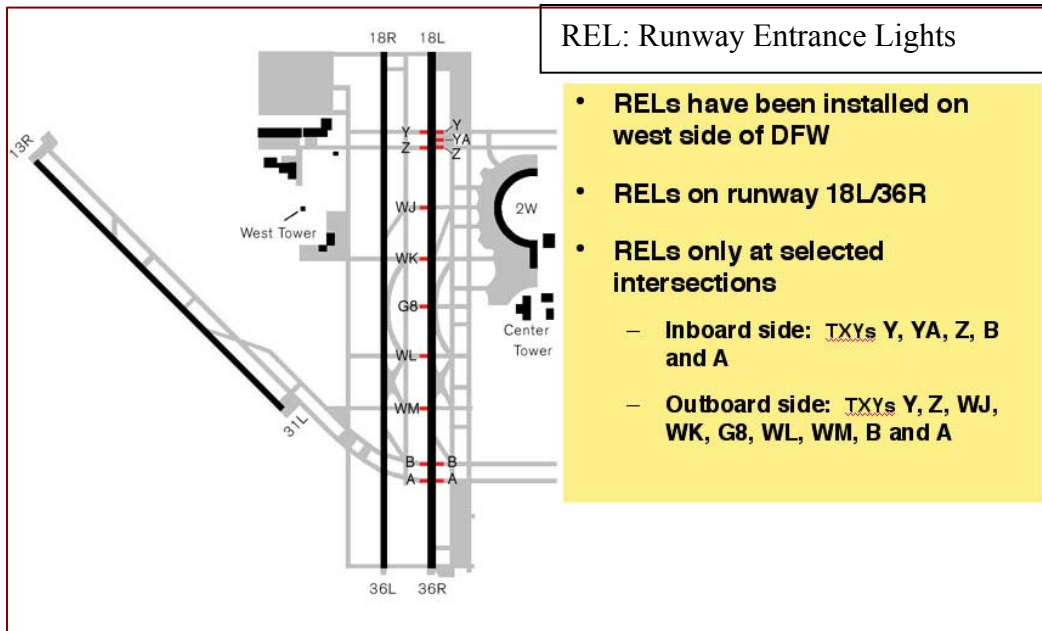 REL: Runway Entrance Lights
18R 18L
13R
Y Y
YA
Z Z
WJ
2W
West Tower
WK
G8
Center
Tower
WL
WM
31L
B B
A A
36L 36R
• RELs have been installed on
west side of DFW
• RELs on runway 18L/36R
• RELs only at selected
intersections
– Inboard side: TXYs Y, YA, Z, B
and A
– Outboard side: TXYs Y, Z, WJ,
WK, G8, WL, WM, B and A